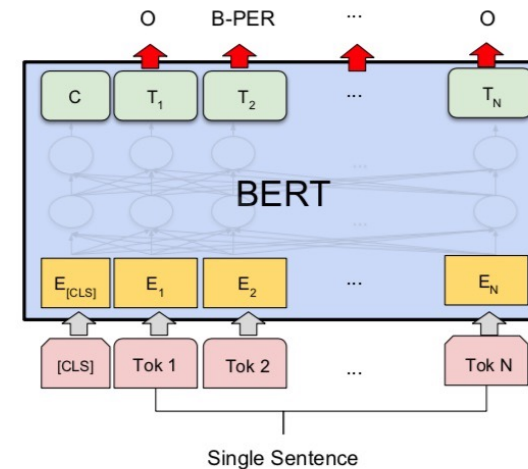 O B-PER ... O
C T1 T2 ... TN
...
BERT
...
E[CLS] E1 E2 ... EN
[CLS] Tok 1 Tok 2 ... Tok N
Single Sentence